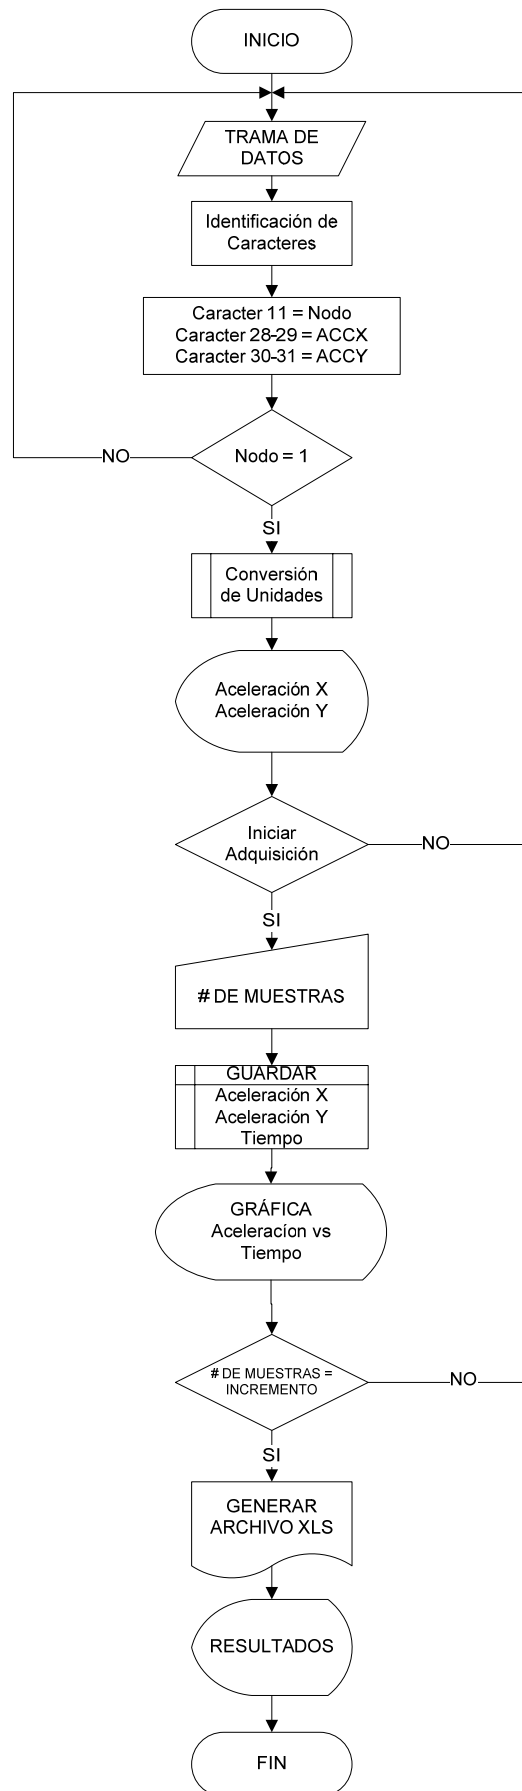 INICIO
TRAMA DE
DATOS
Identificación de
Caracteres
Caracter 11 = Nodo
Caracter 28-29 = ACCX
Caracter 30-31 = ACCY
NO
Nodo = 1
SI
Conversión
de Unidades
Aceleración X
Aceleración Y
Iniciar
Adquisición
NO
SI
# DE MUESTRAS
GUARDAR
Aceleración X
Aceleración Y
Tiempo
GRÁFICA
Aceleracíon vs
Tiempo
# DE MUESTRAS =
INCREMENTO
NO
SI
GENERAR
ARCHIVO XLS
RESULTADOS
FIN